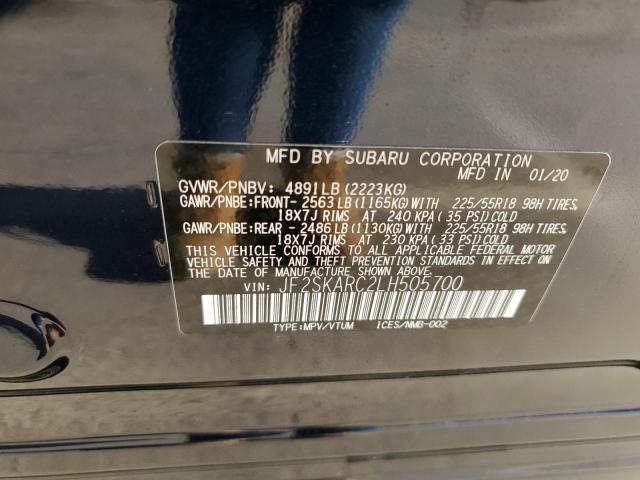 MFD BY SUBARU CORPORATION
MFD IN 01/20
GVWR/PNBV: 4891LB(2223KG)
GAWR/PNBE:FRONT- 2563LB(1165KG)WITH 225/55R18 98H TIRES,
18X7J RIMS AT 240 KPA( 35 PSI)COLD
GAWR/PNBE:REAR - 2486LB(1130KG)WITH 225/55R18 98H TIRES,
18X7J RIMS AT 230 KPA( 33 PSI)COLD
THIS VEHICLE CONFORMS TO ALL APPLICABLE FEDERAL MOTOR
VEHICLE SAFETY AND THEFT PREVENTION STANDARDS IN EFFECT
ON THE DATE OF MANUFACTURE SHOWN ABOVE.
VIN: JF2SKARC2LH505700
TYPE:MPV/VTUM ICES/NMB-002